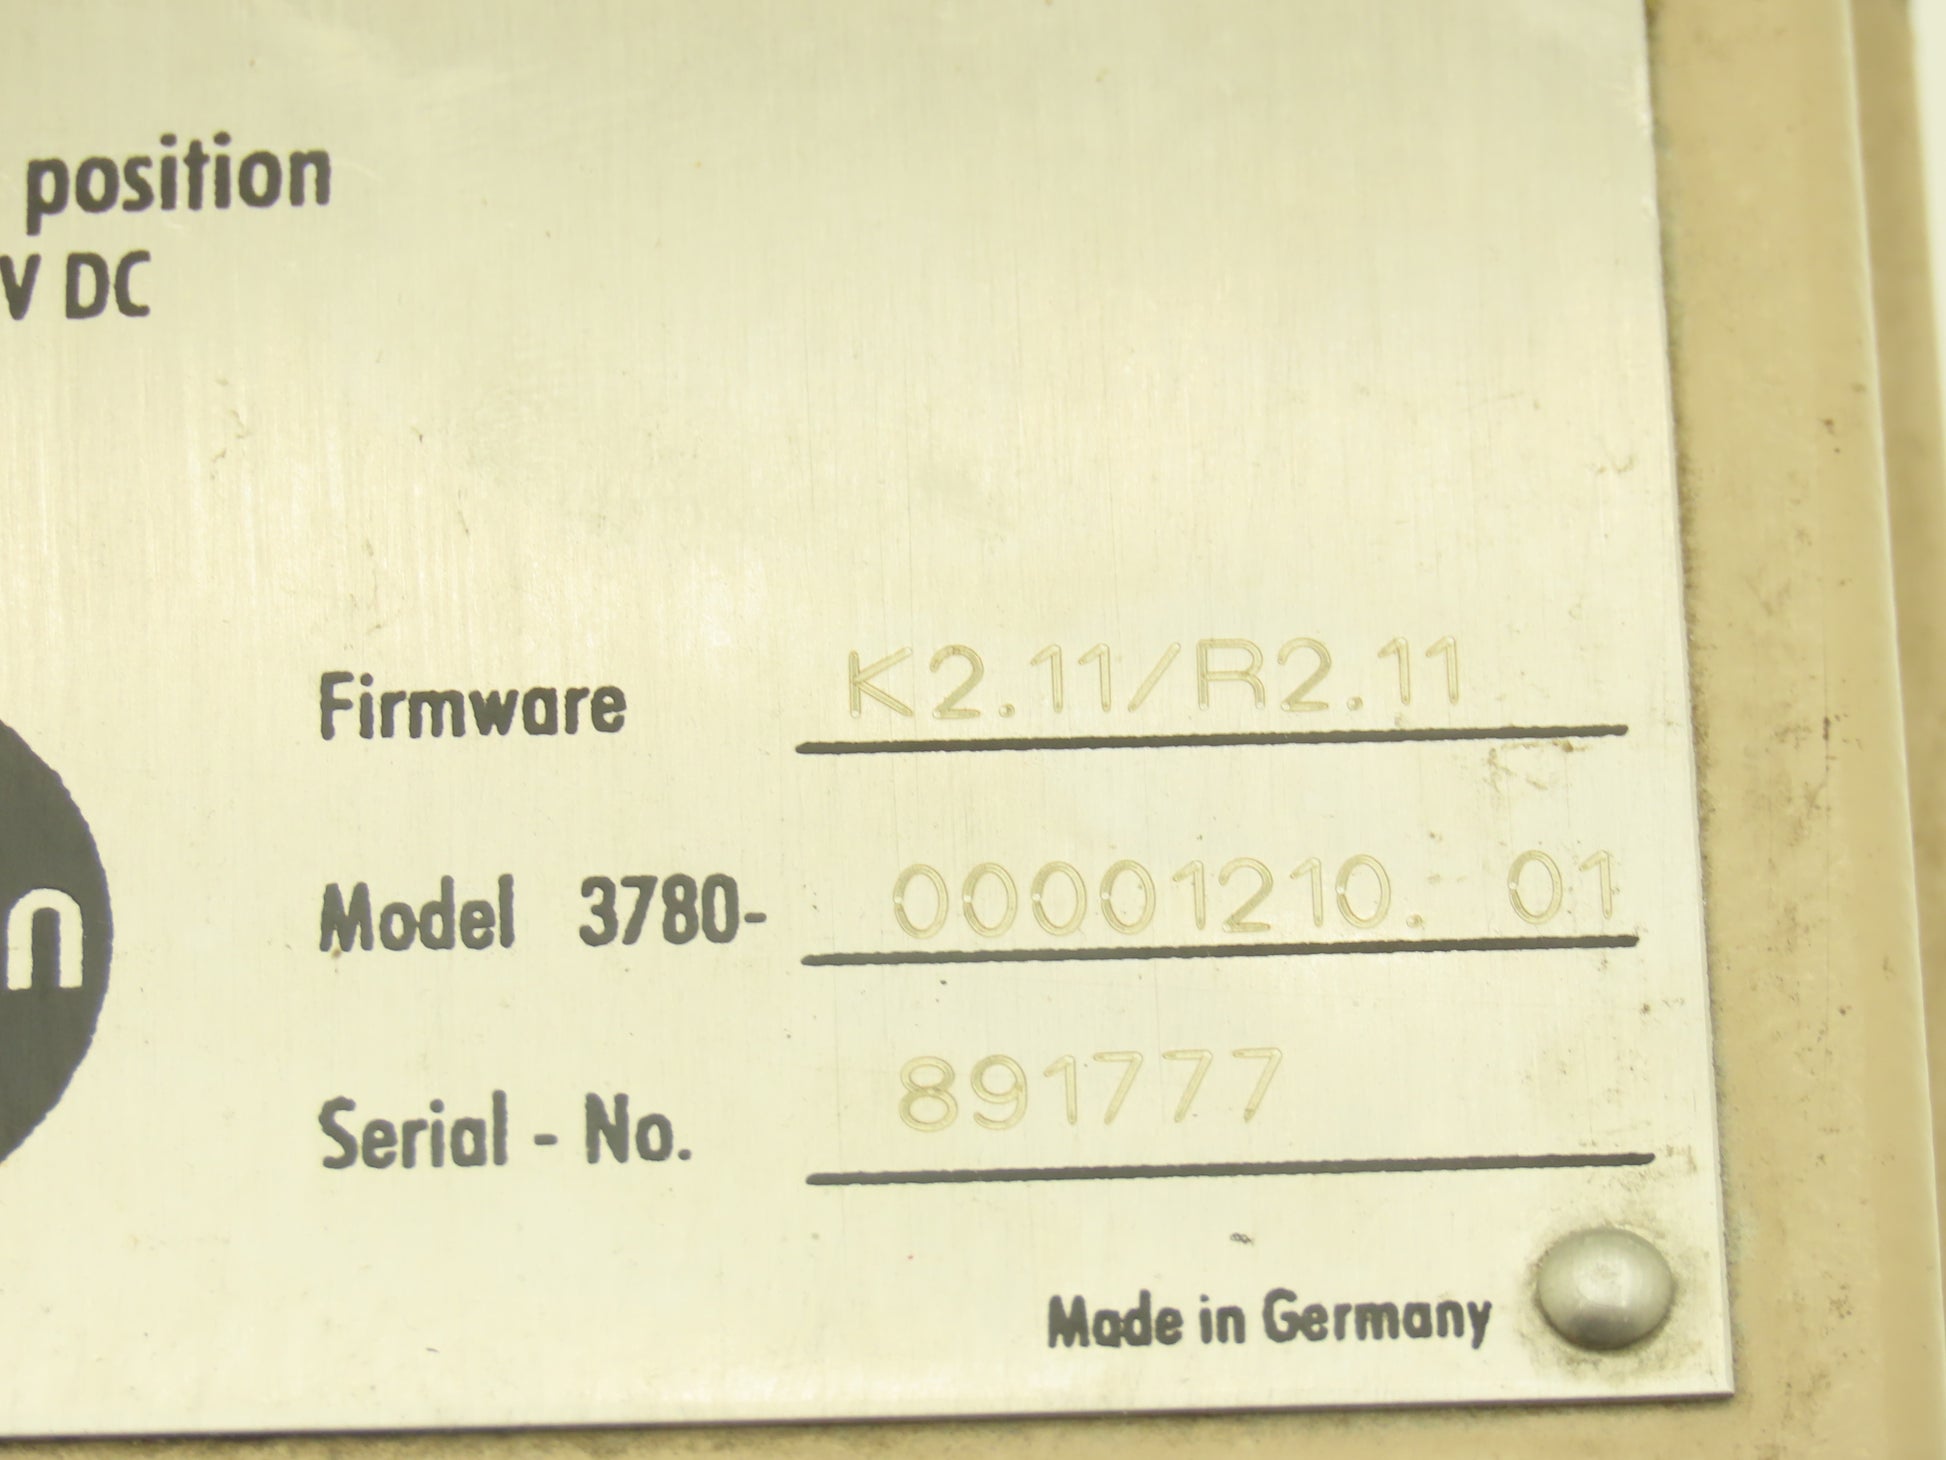 position
V DC
Firmware K2.11/R2.11
n
Model 3780- 00001210. 01
Serial - No. 891777
Made in Germany